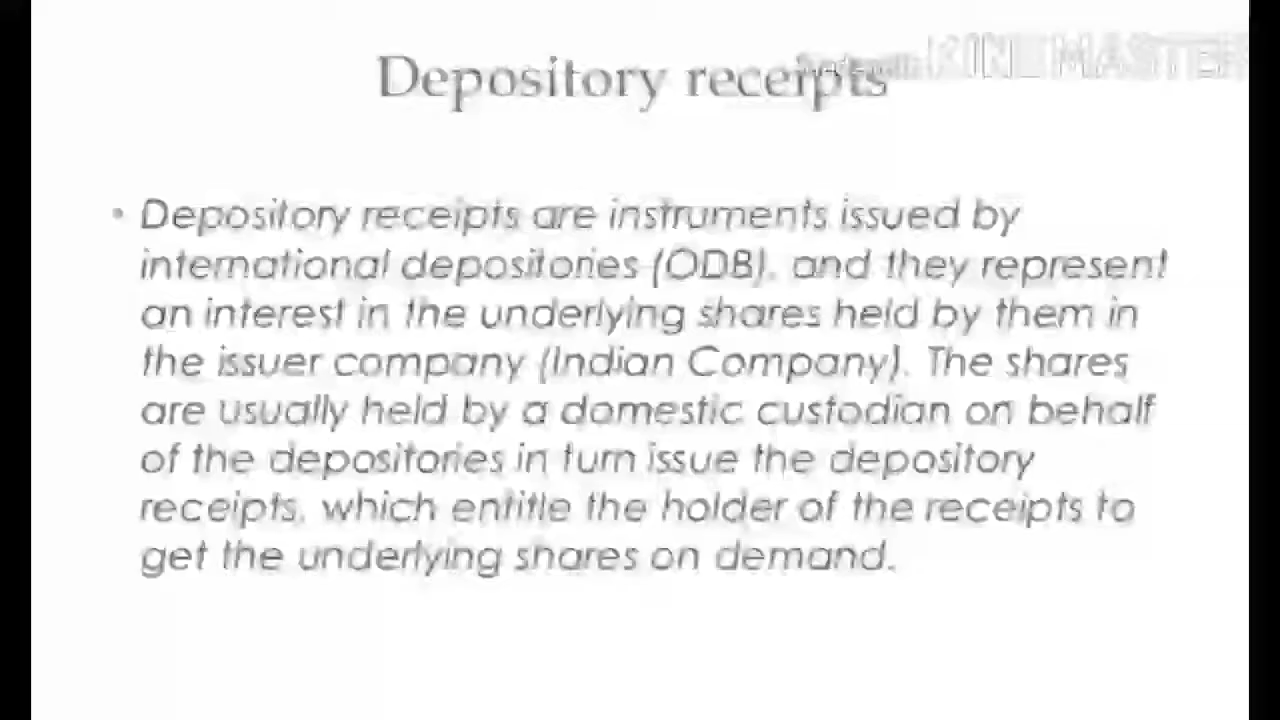 Depository receipts
KINEMASTER
• Depository receipts are instruments issued by
international depositories (ODB), and they represent
an interest in the underlying shares held by them in
the issuer company (Indian Company). The shares
are usually held by a domestic custodian on behalf
of the depositories in turn issue the depository
receipts, which entitle the holder of the receipts to
get the underlying shares on demand.